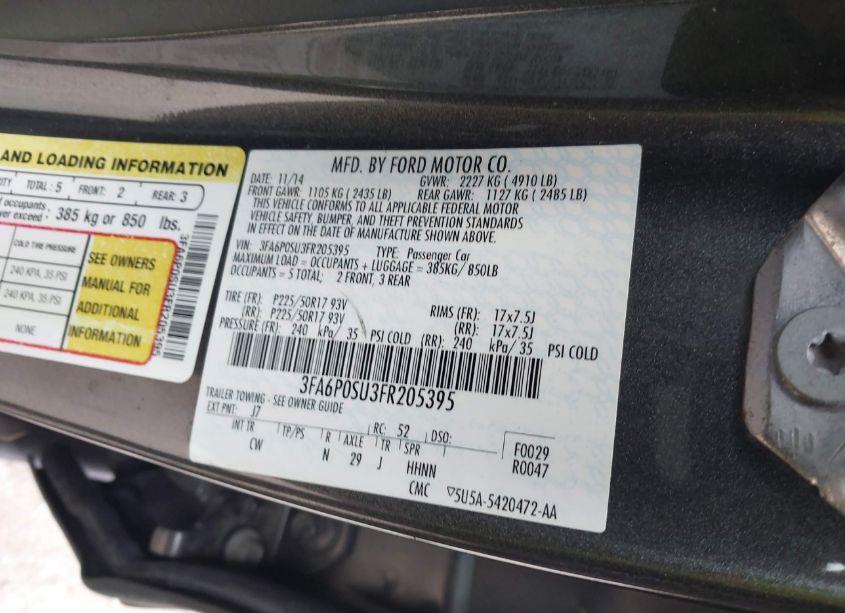 AND LOADING INFORMATION
TOTAL : 5 FRONT: 2 REAR: 3
occupants
exceed : 385 kg or 850 lbs.
COLD TIRE PRESSURE
240 KPA, 35 PSI
240 KPA, 35 PSI
NONE
SEE OWNERS
MANUAL FOR
ADDITIONAL
INFORMATION
3FA6P0SU3FR205395
MFD. BY FORD MOTOR CO.
DATE: 11/14 GVWR: 2227 KG ( 4910 LB)
FRONT GAWR: 1105 KG ( 2435 LB) REAR GAWR: 1127 KG ( 2485 LB)
THIS VEHICLE CONFORMS TO ALL APPLICABLE FEDERAL MOTOR
VEHICLE SAFETY, BUMPER, AND THEFT PREVENTION STANDARDS
IN EFFECT ON THE DATE OF MANUFACTURE SHOWN ABOVE.
VIN: 3FA6P0SU3FR205395 TYPE: Passenger Car
MAXIMUM LOAD = OCCUPANTS + LUGGAGE = 385KG/850LB
OCCUPANTS = 5 TOTAL; 2 FRONT, 3 REAR
TIRE (FR): P225/50R17 93V RIMS (FR): 17x7.5J
(RR): P225/50R17 93V (RR): 17x7.5J
PRESSURE (FR): 240 kPa/ 35 PSI COLD (RR): 240 kPa/ 35 PSI COLD
3FA6P0SU3FR205395
TRAILER TOWING - SEE OWNER GUIDE
EXT PNT: J7 RC: 52 DSO: F0029
INT TR TP/PS R AXLE TR SPR R0047
CW N 29 J HHNN
CMC ▽5U5A-5420472-AA